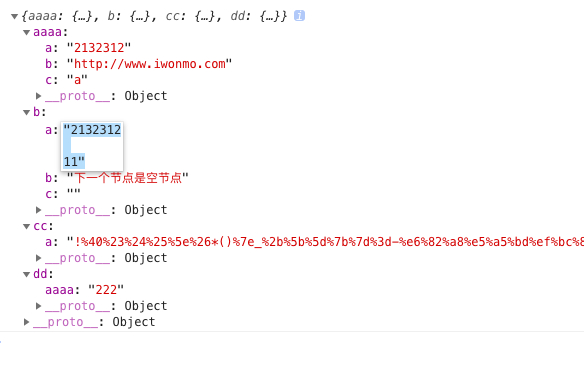 {aaaa: {…}, b: {…}, cc: {…}, dd: {…}} i
aaaa:
a: "2132312"
b: "http://www.iwonmo.com"
c: "a"
__proto__: Object
b:
a: "2132312
11"
b: "下一个节点是空节点"
c: ""
__proto__: Object
cc:
a: "!%40%23%24%25%5e%26*()%7e_%2b%5b%5d%7b%7d%3d-%e6%82%a8%e5%a5%bd%ef%bc%8
__proto__: Object
dd:
aaaa: "222"
__proto__: Object
__proto__: Object